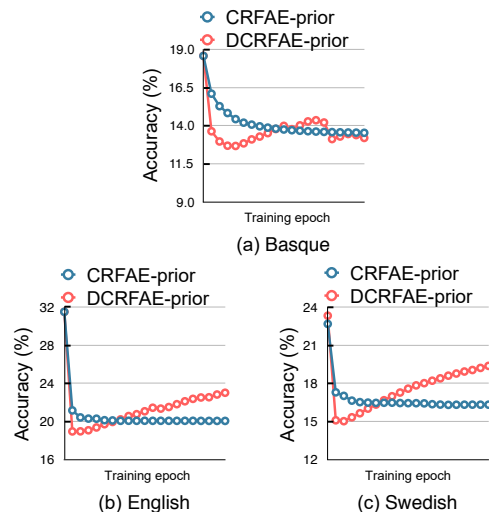 CRFAE-prior
DCRFAE-prior
19.0
16.5
14.0
11.5
9.0
Accuracy (%)
Training epoch
(a) Basque
CRFAE-prior
DCRFAE-prior
32
28
24
20
16
Accuracy (%)
Training epoch
(b) English
CRFAE-prior
DCRFAE-prior
24
21
18
15
12
Accuracy (%)
Training epoch
(c) Swedish